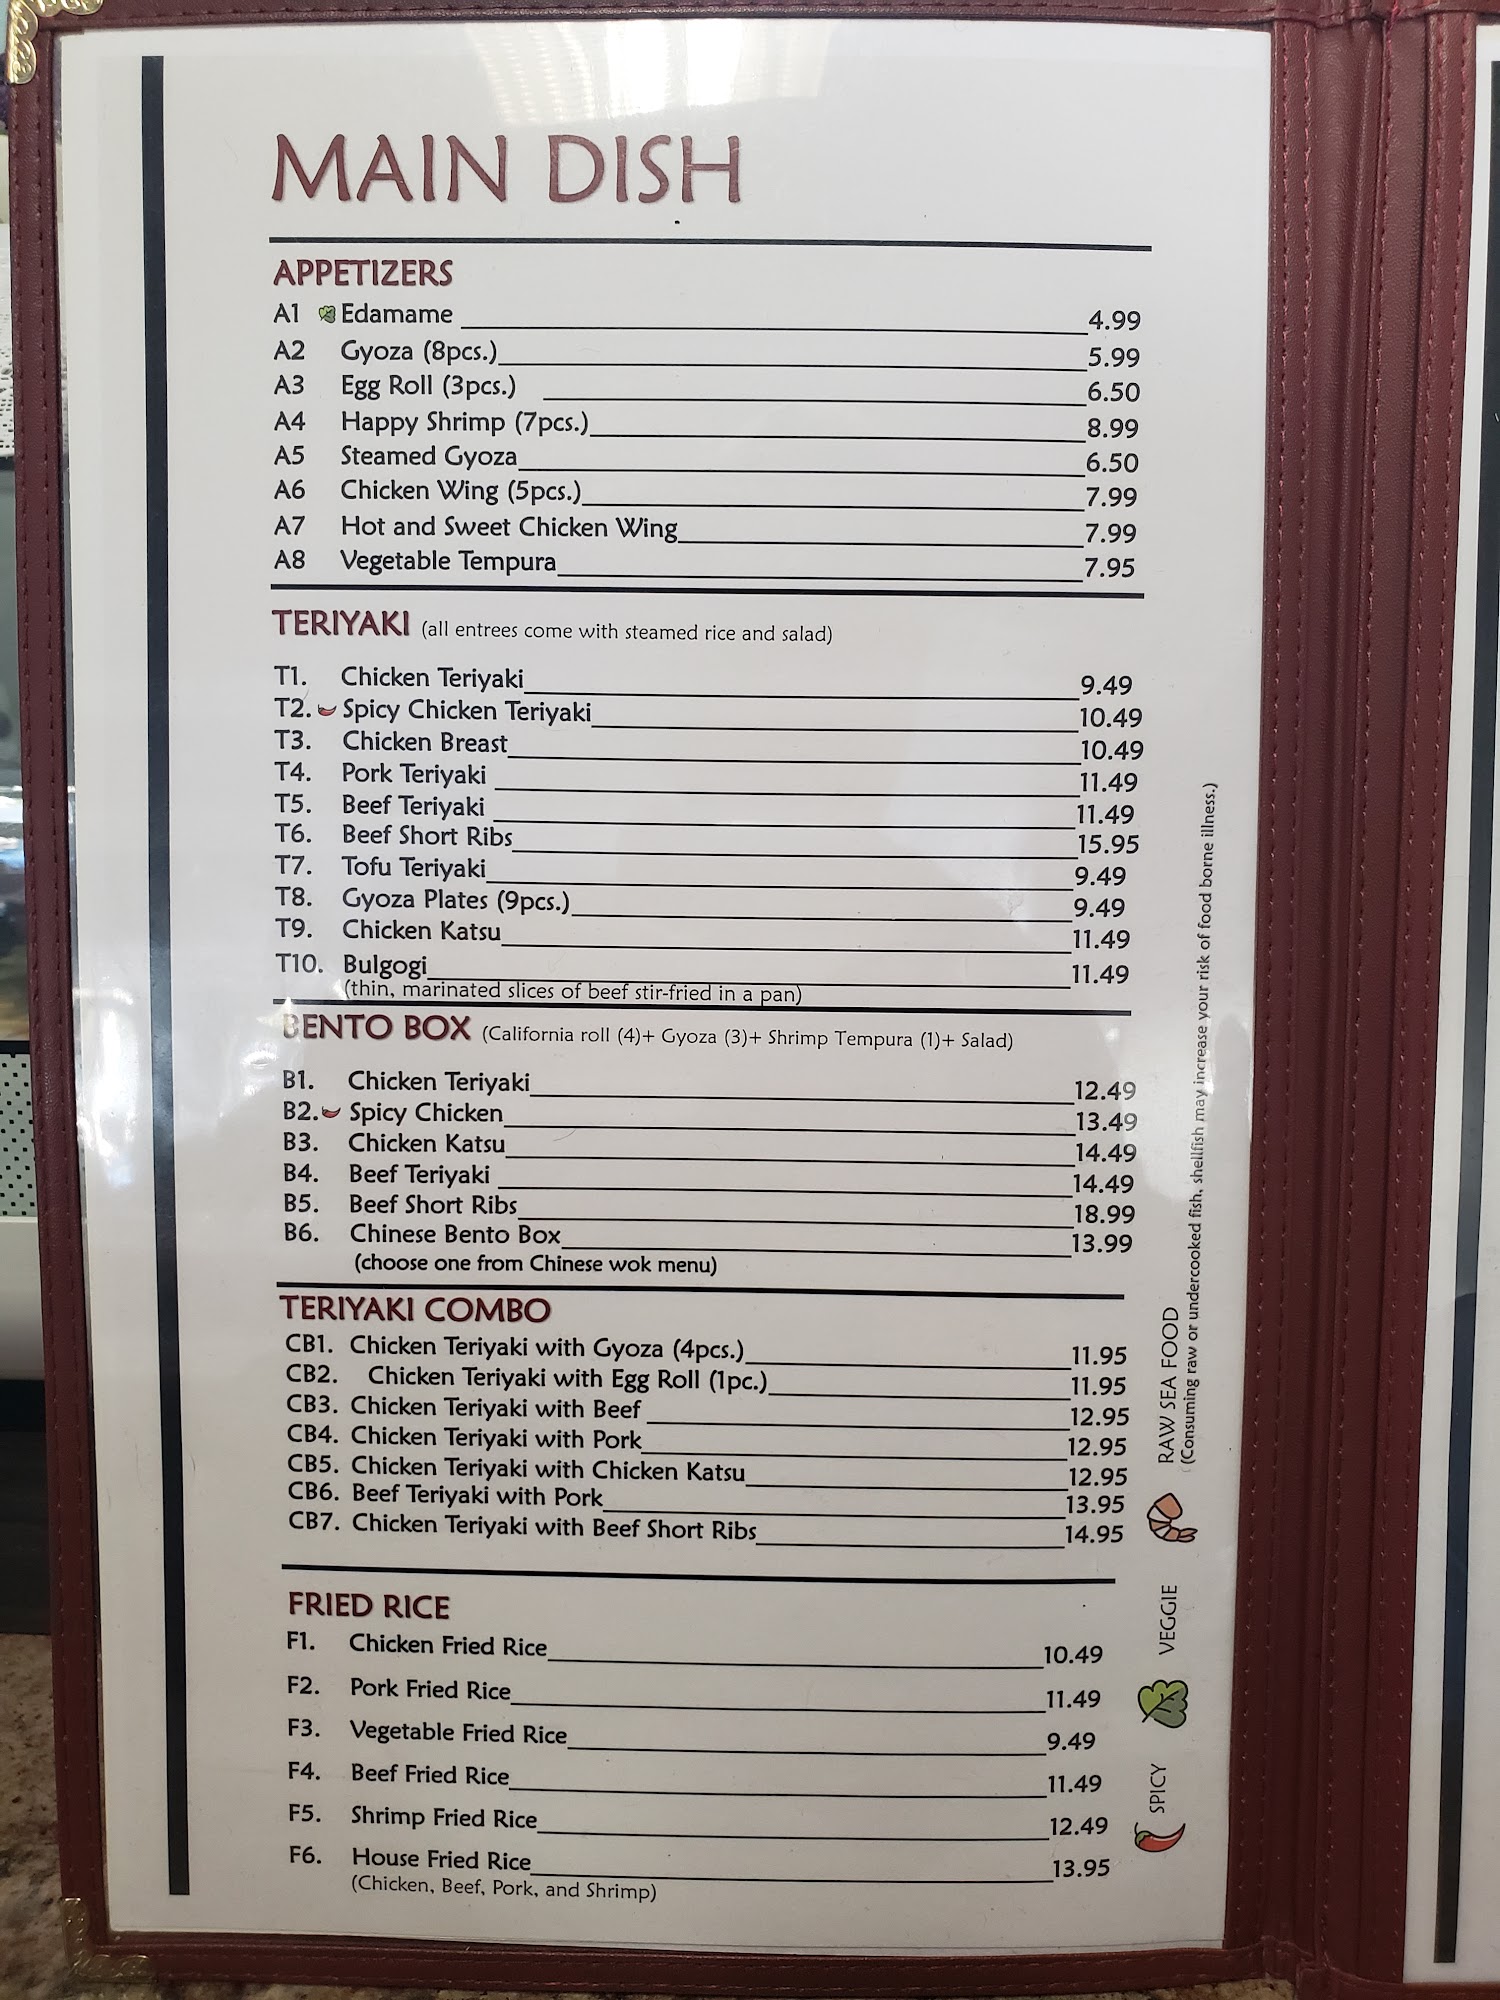 MAIN DISH
APPETIZERS
A1 Edamame 4.99
A2 Gyoza (8pcs.) 5.99
A3 Egg Roll (3pcs.) 6.50
A4 Happy Shrimp (7pcs.) 8.99
A5 Steamed Gyoza 6.50
A6 Chicken Wing (5pcs.) 7.99
A7 Hot and Sweet Chicken Wing 7.99
A8 Vegetable Tempura 7.95
TERIYAKI (all entrees come with steamed rice and salad)
T1. Chicken Teriyaki 9.49
T2. Spicy Chicken Teriyaki 10.49
T3. Chicken Breast 10.49
T4. Pork Teriyaki 11.49
T5. Beef Teriyaki 11.49
T6. Beef Short Ribs 15.95
T7. Tofu Teriyaki 9.49
T8. Gyoza Plates (9pcs.) 9.49
T9. Chicken Katsu 11.49
T10. Bulgogi 11.49
(thin, marinated slices of beef stir-fried in a pan)
BENTO BOX (California roll (4)+ Gyoza (3)+ Shrimp Tempura (1)+ Salad)
B1. Chicken Teriyaki 12.49
B2. Spicy Chicken 13.49
B3. Chicken Katsu 14.49
B4. Beef Teriyaki 14.49
B5. Beef Short Ribs 18.99
B6. Chinese Bento Box 13.99
(choose one from Chinese wok menu)
TERIYAKI COMBO
CB1. Chicken Teriyaki with Gyoza (4pcs.) 11.95
CB2. Chicken Teriyaki with Egg Roll (1pc.) 11.95
CB3. Chicken Teriyaki with Beef 12.95
CB4. Chicken Teriyaki with Pork 12.95
CB5. Chicken Teriyaki with Chicken Katsu 12.95
CB6. Beef Teriyaki with Pork 13.95
CB7. Chicken Teriyaki with Beef Short Ribs 14.95
FRIED RICE
F1. Chicken Fried Rice 10.49
F2. Pork Fried Rice 11.49
F3. Vegetable Fried Rice 9.49
F4. Beef Fried Rice 11.49
F5. Shrimp Fried Rice 12.49
F6. House Fried Rice 13.95
(Chicken, Beef, Pork, and Shrimp)
SPICY
VEGGIE
RAW SEA FOOD
(Consuming raw or undercooked fish, shellfish may increase your risk of food borne illness.)